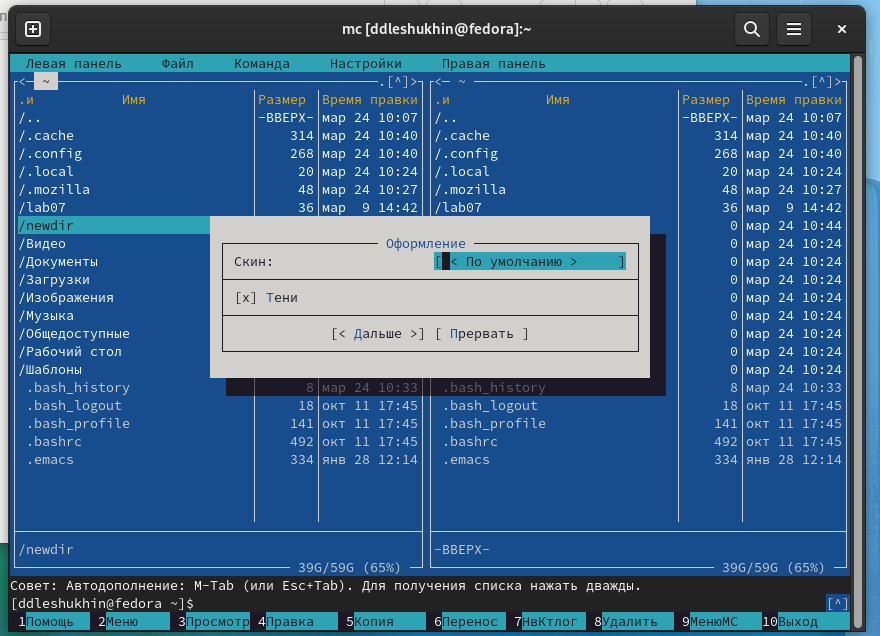 mc [ddleshukhin@fedora]:~
Левая панель Файл Команда Настройки Правая панель
<— ~ .[^]> <— ~ .[^]>
.и Имя Размер Время правки .и Имя Размер Время правки
/.. -ВВЕРХ- мар 24 10:07 /.. -ВВЕРХ- мар 24 10:07
/.cache 314 мар 24 10:40 /.cache 314 мар 24 10:40
/.config 268 мар 24 10:40 /.config 268 мар 24 10:40
/.local 20 мар 24 10:24 /.local 20 мар 24 10:24
/.mozilla 48 мар 24 10:27 /.mozilla 48 мар 24 10:27
/lab07 36 мар 9 14:42 /lab07 36 мар 9 14:42
/newdir 0 мар 24 10:44
/Видео Оформление 0 мар 24 10:24
/Документы Скин: [ < По умолчанию > ] 0 мар 24 10:24
/Загрузки 0 мар 24 10:24
/Изображения [x] Тени 0 мар 24 10:24
/Музыка 0 мар 24 10:24
/Общедоступные [< Дальше >] [ Прервать ] 0 мар 24 10:24
/Рабочий стол 0 мар 24 10:24
/Шаблоны 0 мар 24 10:24
.bash_history 8 мар 24 10:33 .bash_history 8 мар 24 10:33
.bash_logout 18 окт 11 17:45 .bash_logout 18 окт 11 17:45
.bash_profile 141 окт 11 17:45 .bash_profile 141 окт 11 17:45
.bashrc 492 окт 11 17:45 .bashrc 492 окт 11 17:45
.emacs 334 янв 28 12:14 .emacs 334 янв 28 12:14
/newdir -ВВЕРХ-
39G/59G (65%) 39G/59G (65%)
Совет: Автодополнение: M-Tab (или Esc+Tab). Для получения списка нажать дважды.
[ddleshukhin@fedora ~]$ [^]
1Помощь 2Меню 3Просмотр 4Правка 5Копия 6Перенос 7НвКтлог 8Удалить 9МенюMC 10Выход